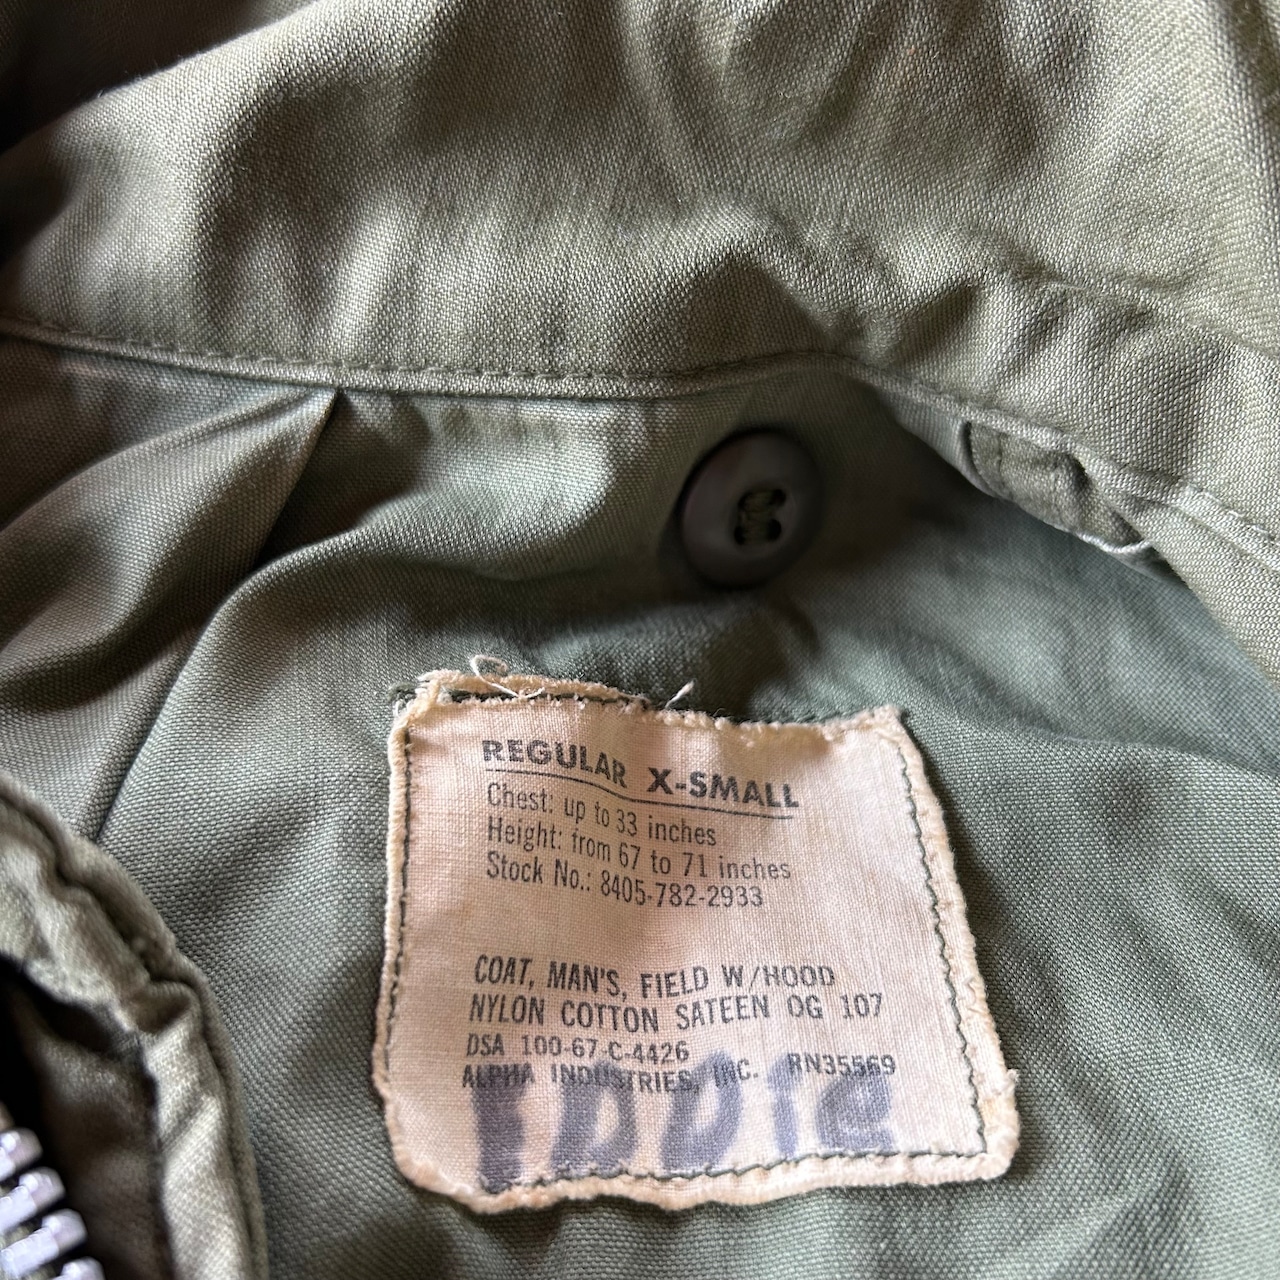 REGULAR X-SMALL
Chest: up to 33 inches
Height: from 67 to 71 inches
Stock No.: 8405-782-2933
COAT, MAN'S, FIELD W/HOOD
NYLON COTTON SATEEN OG 107
DSA 100-67-C-4426
ALPHA INDUSTRIES, INC. RN35569